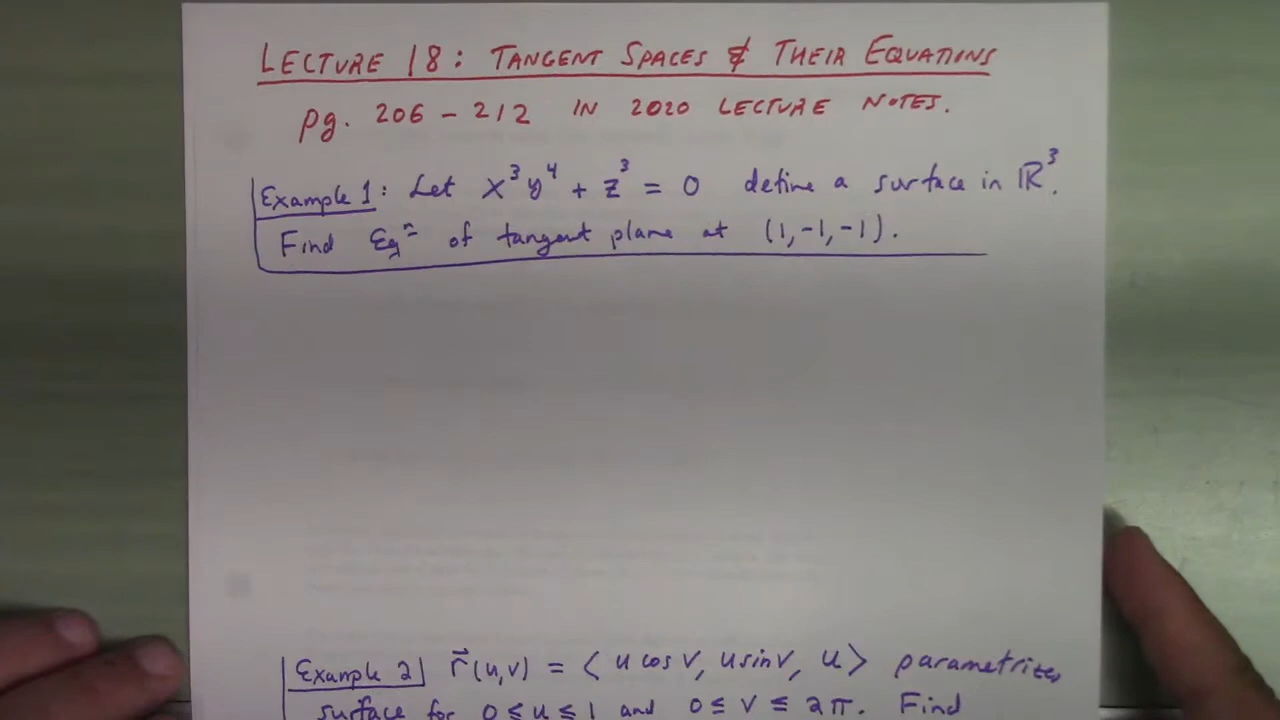 LECTURE 18: TANGENT SPACES & THEIR EQUATIONS
pg. 206 - 212 IN 2020 LECTURE NOTES.
Example 1: Let x³y⁴ + z³ = 0 define a surface in ℝ³.
Find Eqⁿ of tangent plane at (1,-1,-1).
Example 2 r⃗(u,v) = ⟨u cos v, u sin v, u⟩ parametrizes
surface for 0 ≤ u ≤ 1 and 0 ≤ v ≤ 2π. Find